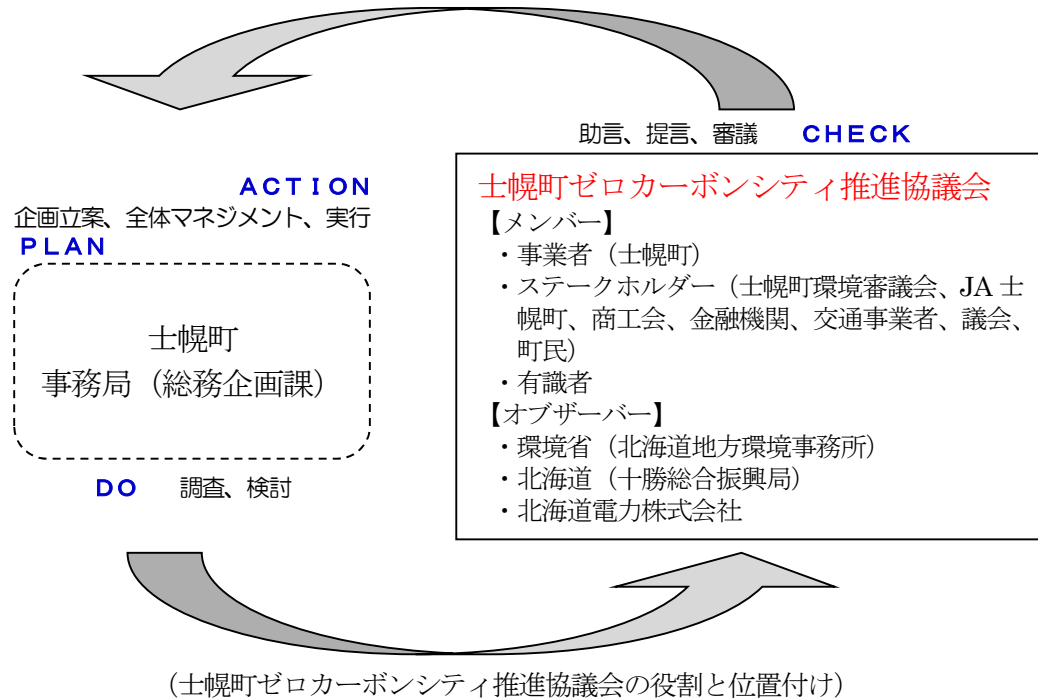 助言、提言、審議 CHECK
ACTION
企画立案、全体マネジメント、実行
PLAN
士幌町
事務局（総務企画課）
DO 調査、検討
士幌町ゼロカーボンシティ推進協議会
【メンバー】
・事業者（士幌町）
・ステークホルダー（士幌町環境審議会、JA 士
幌町、商工会、金融機関、交通事業者、議会、
町民）
・有識者
【オブザーバー】
・環境省（北海道地方環境事務所）
・北海道（十勝総合振興局）
・北海道電力株式会社
（士幌町ゼロカーボンシティ推進協議会の役割と位置付け）